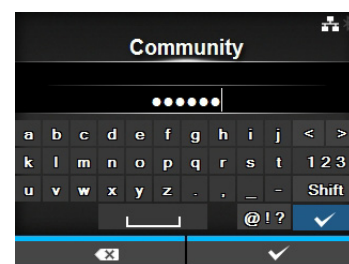 Community
••••••
a b c d e f g h i j < >
k l m n o p q r s t 1 2 3
u v w x y z . , _ - Shift
@ ! ?